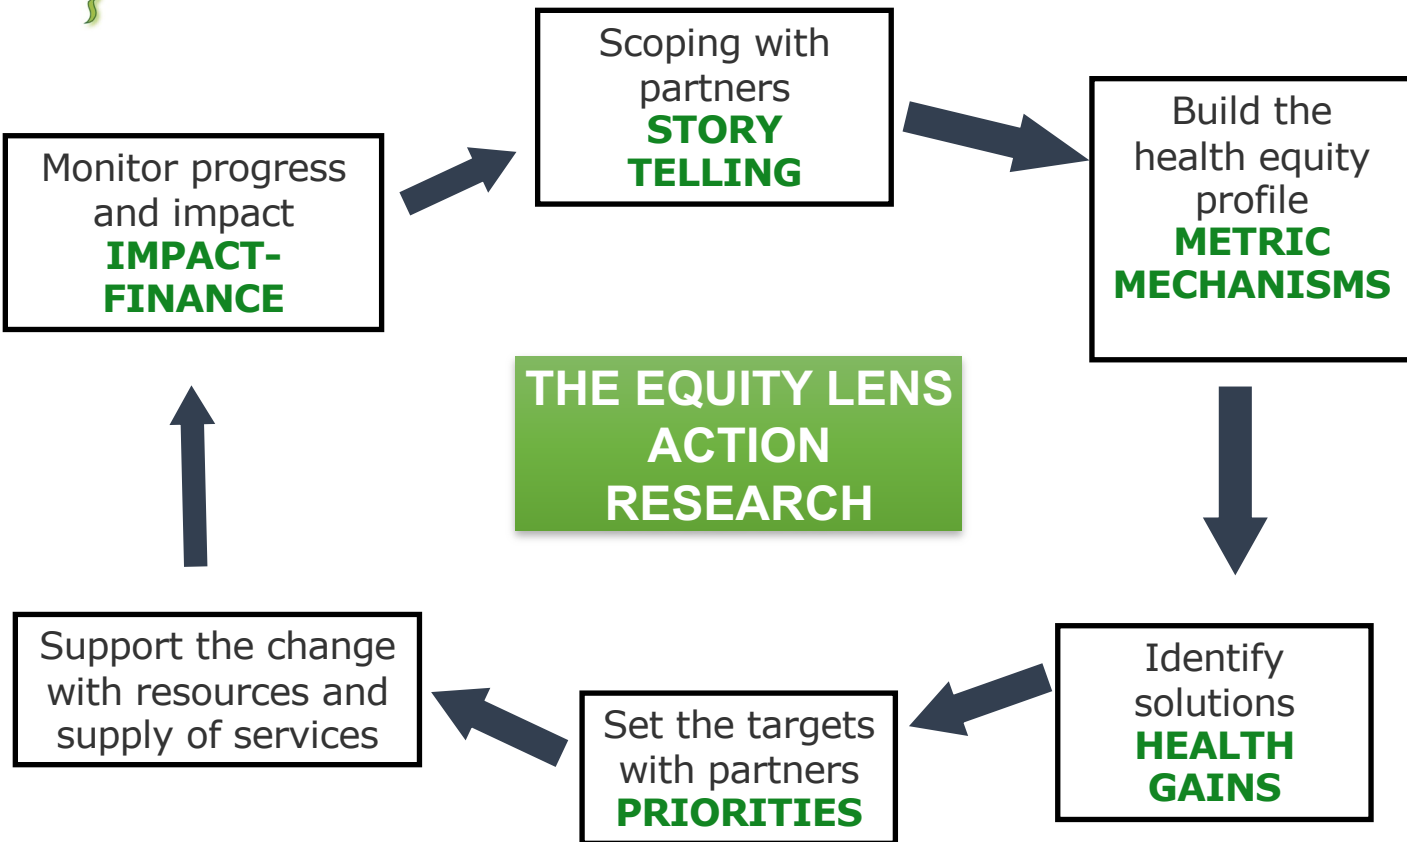 Scoping with
partners
STORY
TELLING
Build the
health equity
profile
METRIC
MECHANISMS
Monitor progress
and impact
IMPACT-
FINANCE
THE EQUITY LENS
ACTION
RESEARCH
Support the change
with resources and
supply of services
Set the targets
with partners
PRIORITIES
Identify
solutions
HEALTH
GAINS